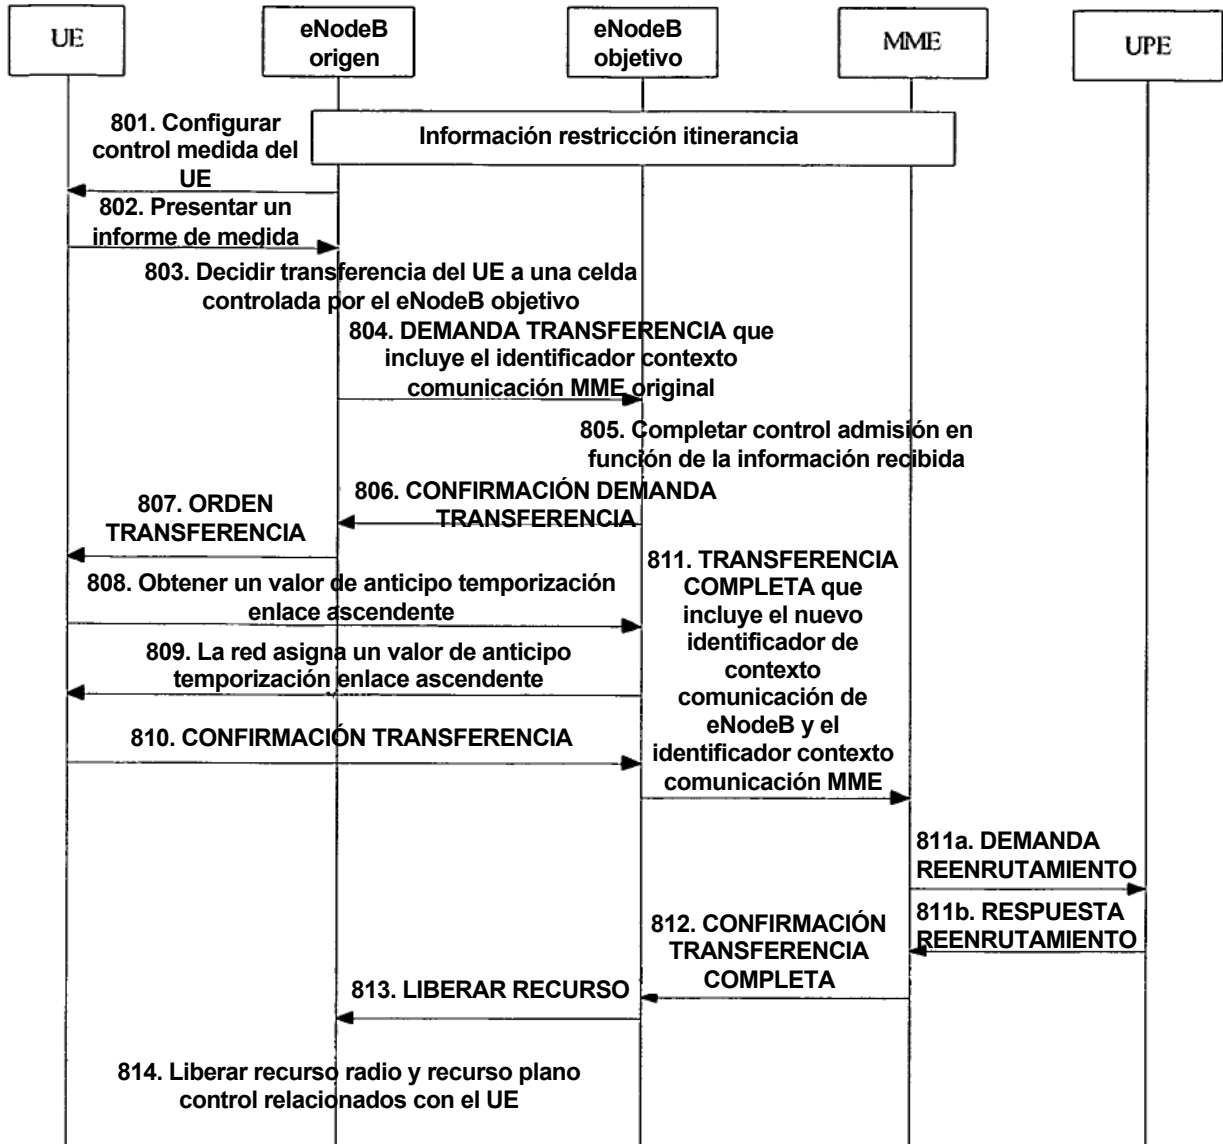 UE
eNodeB
origen
eNodeB
objetivo
MME
UPE
Información restricción itinerancia
801. Configurar
control medida del
UE
802. Presentar un
informe de medida
803. Decidir transferencia del UE a una celda
controlada por el eNodeB objetivo
804. DEMANDA TRANSFERENCIA que
incluye el identificador contexto
comunicación MME original
805. Completar control admisión en
función de la información recibida
806. CONFIRMACIÓN DEMANDA
TRANSFERENCIA
807. ORDEN
TRANSFERENCIA
808. Obtener un valor de anticipo temporización
enlace ascendente
809. La red asigna un valor de anticipo
temporización enlace ascendente
810. CONFIRMACIÓN TRANSFERENCIA
811. TRANSFERENCIA
COMPLETA que
incluye el nuevo
identificador de
contexto
comunicación de
eNodeB y el
identificador contexto
comunicación MME
811a. DEMANDA
REENRUTAMIENTO
811b. RESPUESTA
REENRUTAMIENTO
812. CONFIRMACIÓN
TRANSFERENCIA
COMPLETA
813. LIBERAR RECURSO
814. Liberar recurso radio y recurso plano
control relacionados con el UE